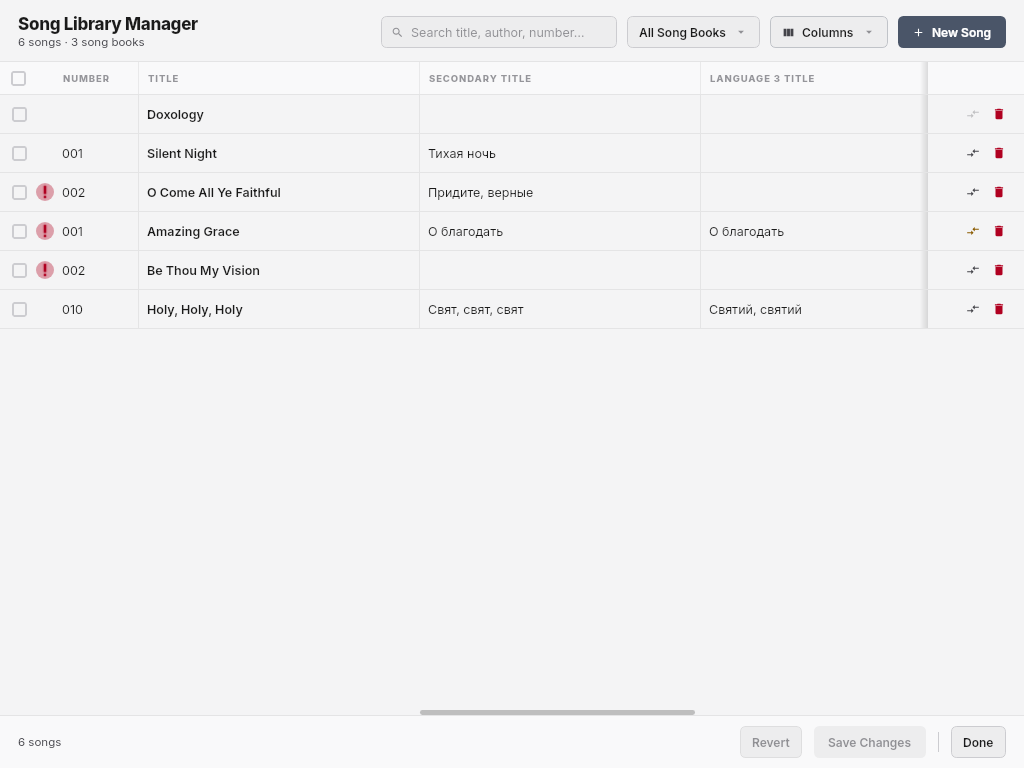 Song Library Manager
6 songs · 3 song books
Search title, author, number...
All Song Books
Columns
+ New Song
NUMBER TITLE SECONDARY TITLE LANGUAGE 3 TITLE
Doxology
001 Silent Night Тихая ночь
002 O Come All Ye Faithful Придите, верные
001 Amazing Grace О благодать О благодать
002 Be Thou My Vision
010 Holy, Holy, Holy Свят, свят, свят Святий, святий
6 songs
Revert
Save Changes
Done